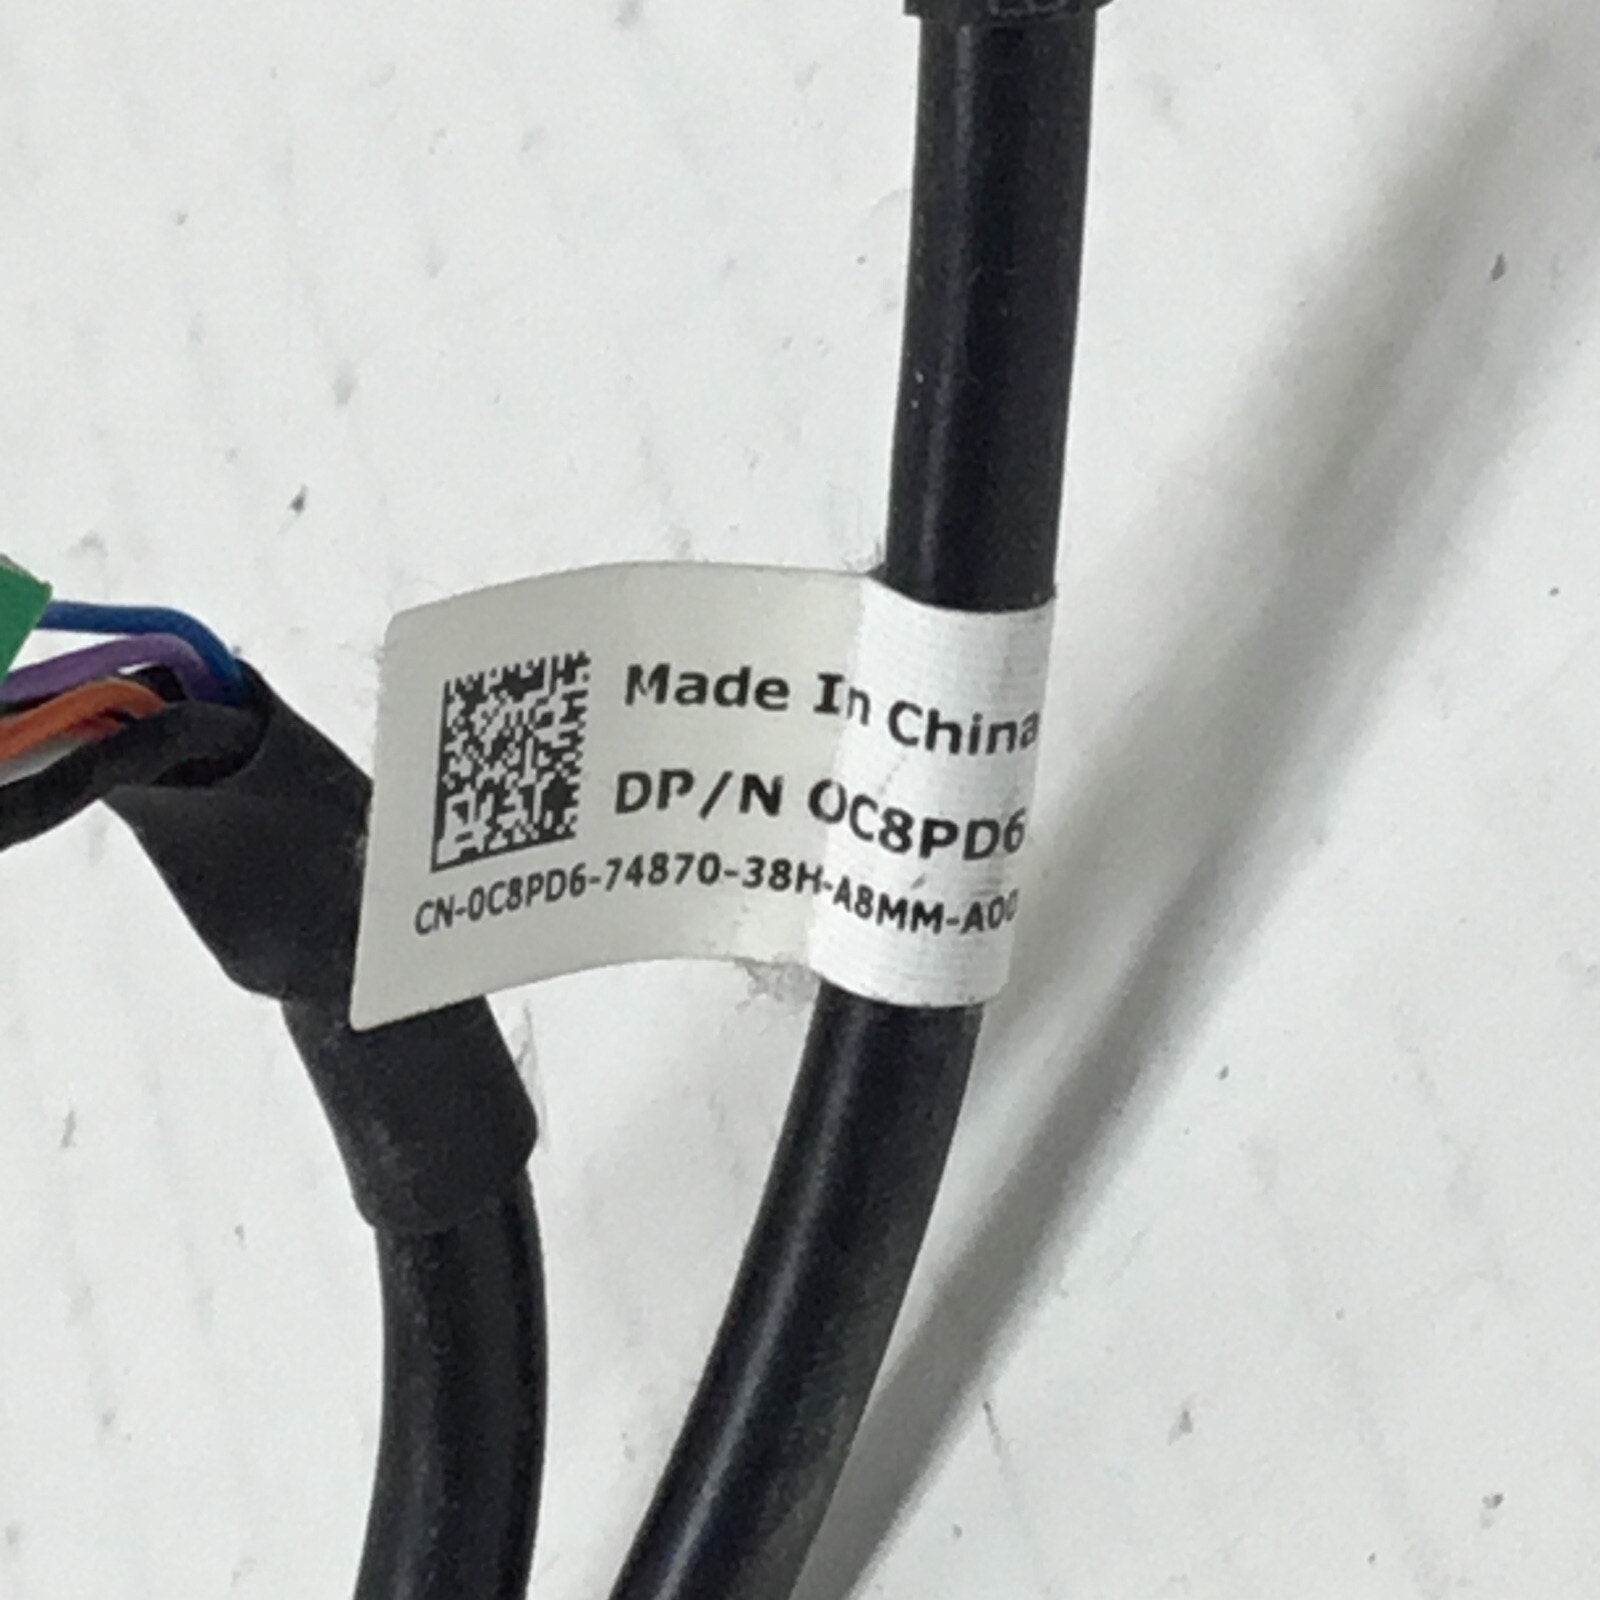 Made In China
DP/N 0C8PD6
CN-0C8PD6-74870-38H-A8MM-A00